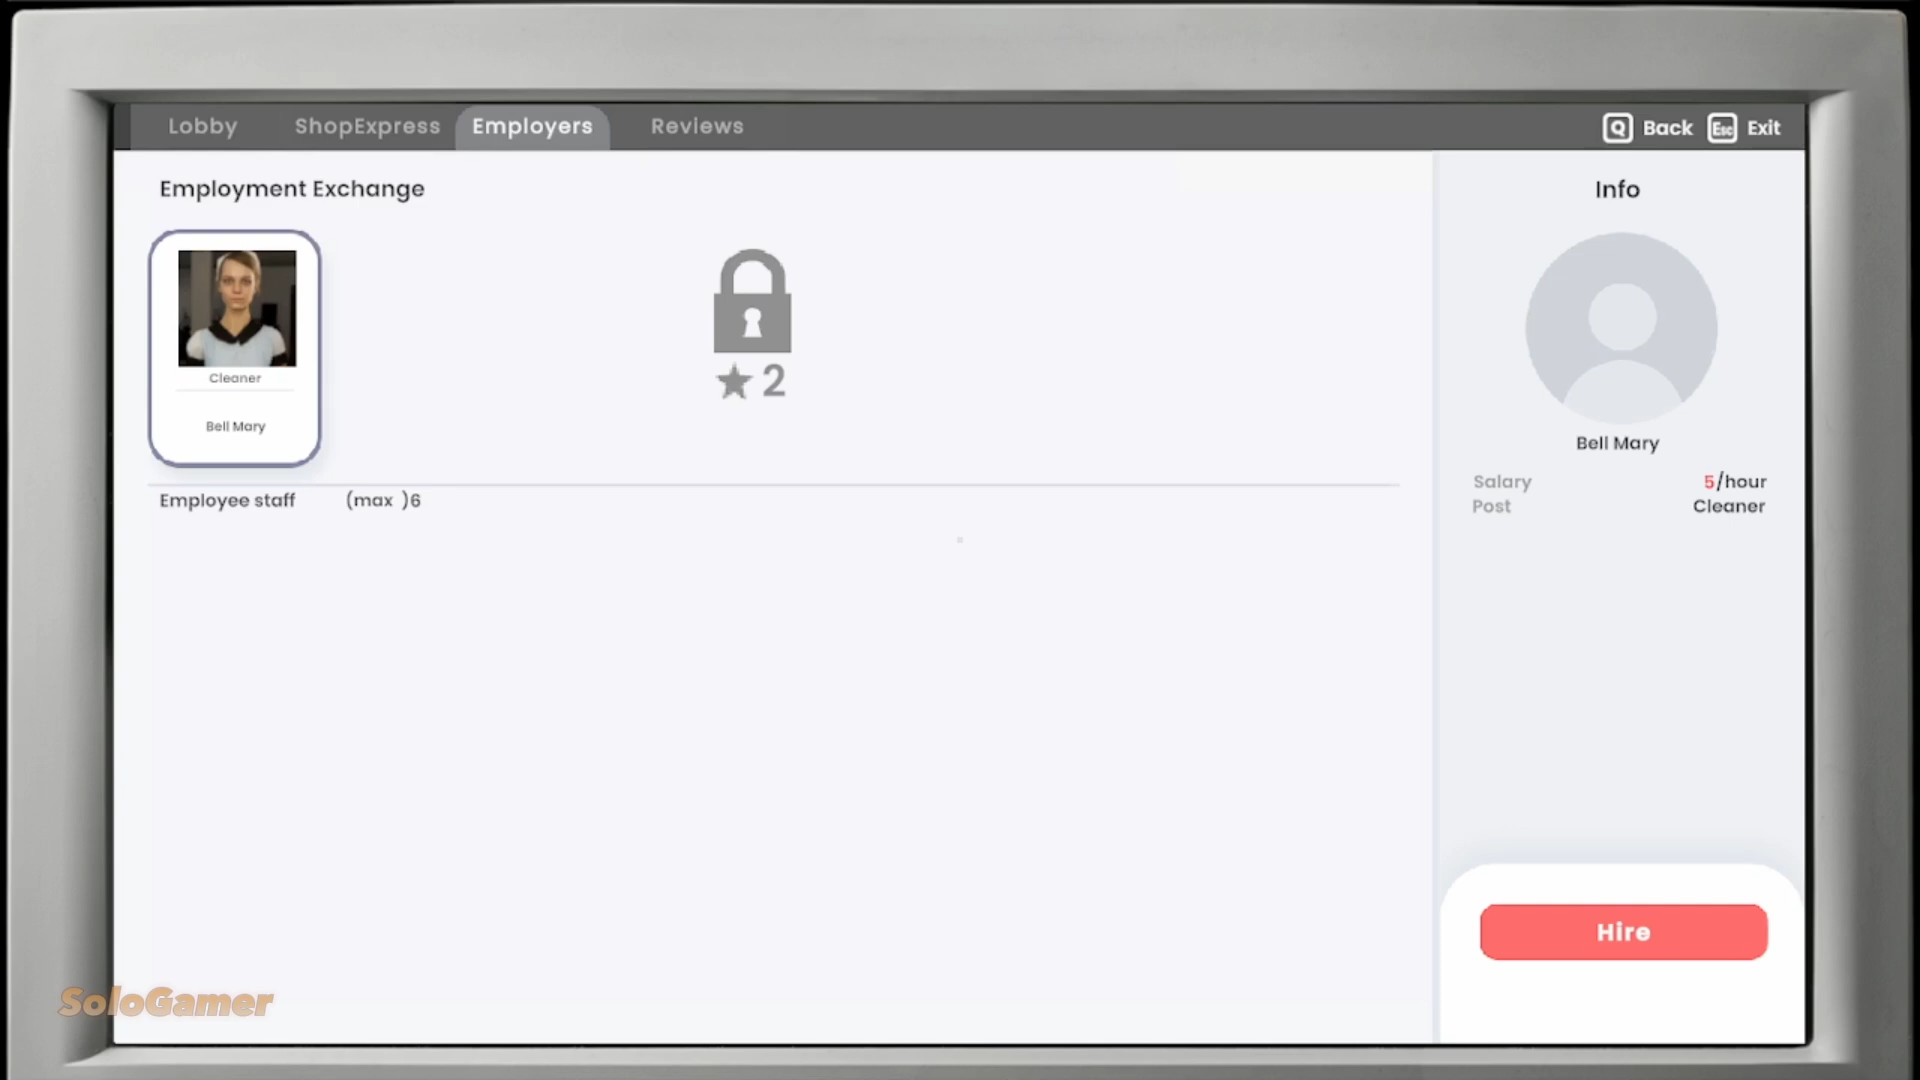 Lobby ShopExpress Employers Reviews Q Back Esc Exit
Employment Exchange
Cleaner
Bell Mary
2
Employee staff (max )6
Info
Bell Mary
Salary 5/hour
Post Cleaner
Hire
SoloGamer